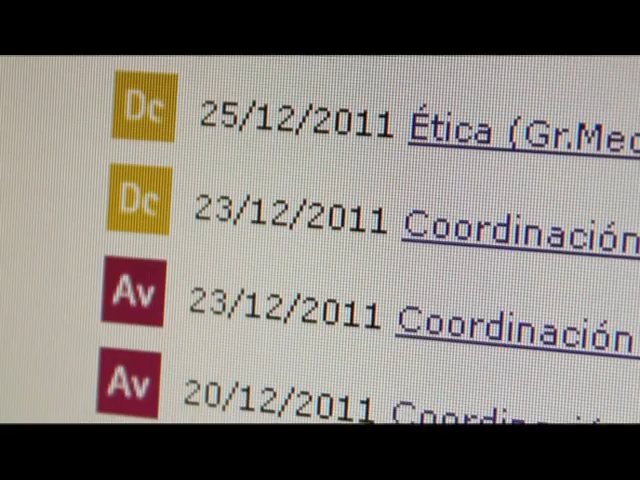 Dc 25/12/2011 Ética (Gr.Med
Dc 23/12/2011 Coordinación
Av 23/12/2011 Coordinación
Av 20/12/2011